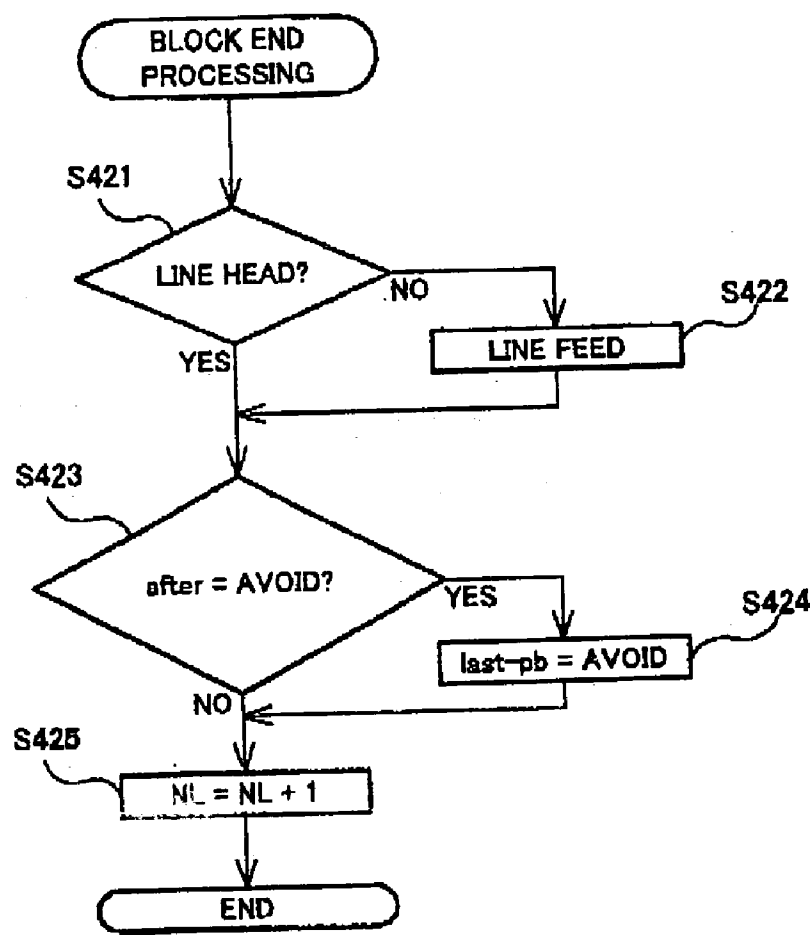 BLOCK END
PROCESSING
S421
LINE HEAD?
NO
S422
LINE FEED
YES
S423
after = AVOID?
YES
S424
last-pb = AVOID
NO
S425
NL = NL + 1
END